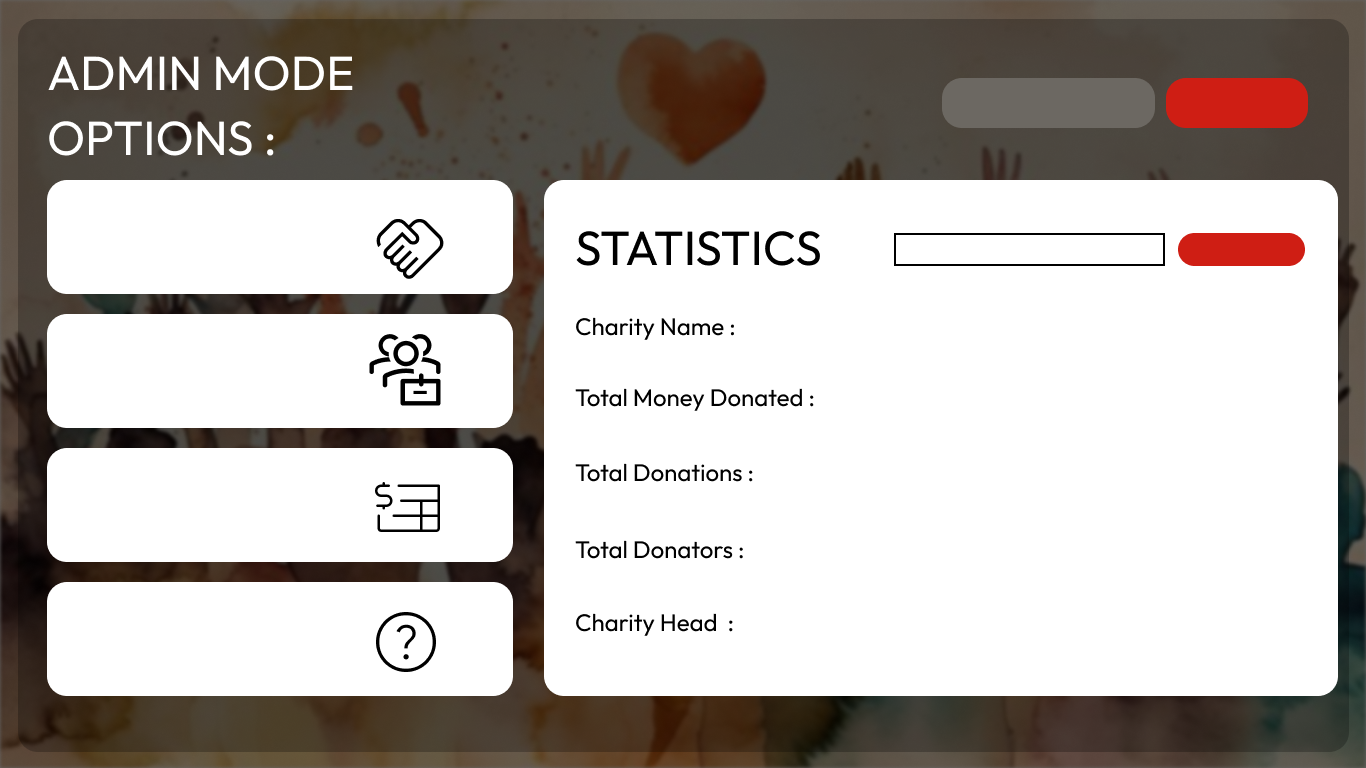 ADMIN MODE
OPTIONS :
STATISTICS
Charity Name :
Total Money Donated :
Total Donations :
Total Donators :
Charity Head  :
$
?